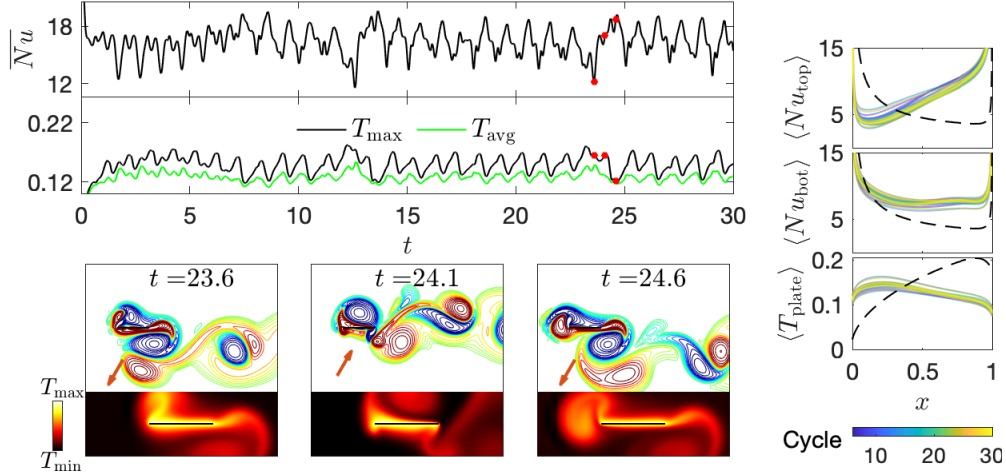 18
12
Nu
0.22
0.12
T_max T_avg
0 5 10 15 20 25 30
t
t =23.6 t =24.1 t =24.6
T_max
T_min
15
5
⟨Nu_top⟩
15
5
⟨Nu_bot⟩
0.2
0.1
0
⟨T_plate⟩
0 1
x
Cycle
10 20 30